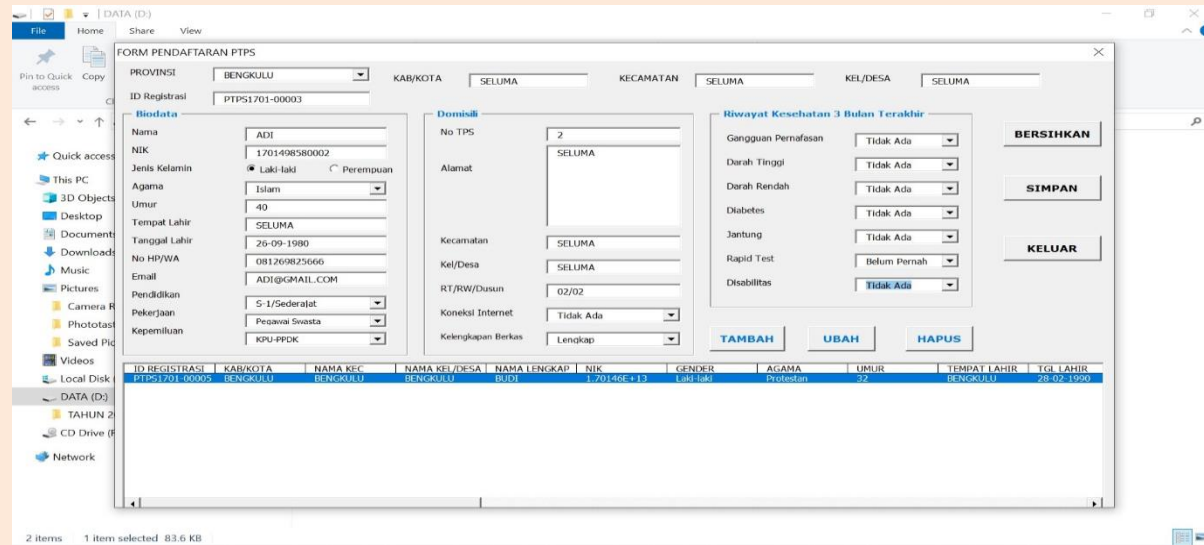 DATA (D:)
File Home Share View
Pin to Quick access
Copy
FORM PENDAFTARAN PTPS
PROVINSI BENGKULU KAB/KOTA SELUMA KECAMATAN SELUMA KEL/DESA SELUMA
ID Registrasi PTPS1701-00003
Biodata
Nama ADI
NIK 1701498580002
Jenis Kelamin Laki-laki Perempuan
Agama Islam
Umur 40
Tempat Lahir SELUMA
Tanggal Lahir 26-09-1980
No HP/WA 081269825666
Email ADI@GMAIL.COM
Pendidikan S-1/Sederajat
Pekerjaan Pegawai Swasta
Kepemiluan KPU-PPDK
Domisili
No TPS 2
Alamat SELUMA
Kecamatan SELUMA
Kel/Desa SELUMA
RT/RW/Dusun 02/02
Koneksi Internet Tidak Ada
Kelengkapan Berkas Lengkap
Riwayat Kesehatan 3 Bulan Terakhir
Gangguan Pernafasan Tidak Ada
Darah Tinggi Tidak Ada
Darah Rendah Tidak Ada
Diabetes Tidak Ada
Jantung Tidak Ada
Rapid Test Belum Pernah
Disabilitas Tidak Ada
BERSIHKAN
SIMPAN
KELUAR
TAMBAH UBAH HAPUS
ID REGISTRASI KAB/KOTA NAMA KEC NAMA KEL/DESA NAMA LENGKAP NIK GENDER AGAMA UMUR TEMPAT LAHIR TGL LAHIR
PTPS1701-00005 BENGKULU BENGKULU BENGKULU BUDI 1.70146E+13 Laki-laki Protestan 32 BENGKULU 28-02-1990
Quick access
This PC
3D Objects
Desktop
Documents
Downloads
Music
Pictures
Camera R
Phototast
Saved Pic
Videos
Local Disk
DATA (D:)
TAHUN 2
CD Drive (F
Network
2 items 1 item selected 83.6 KB